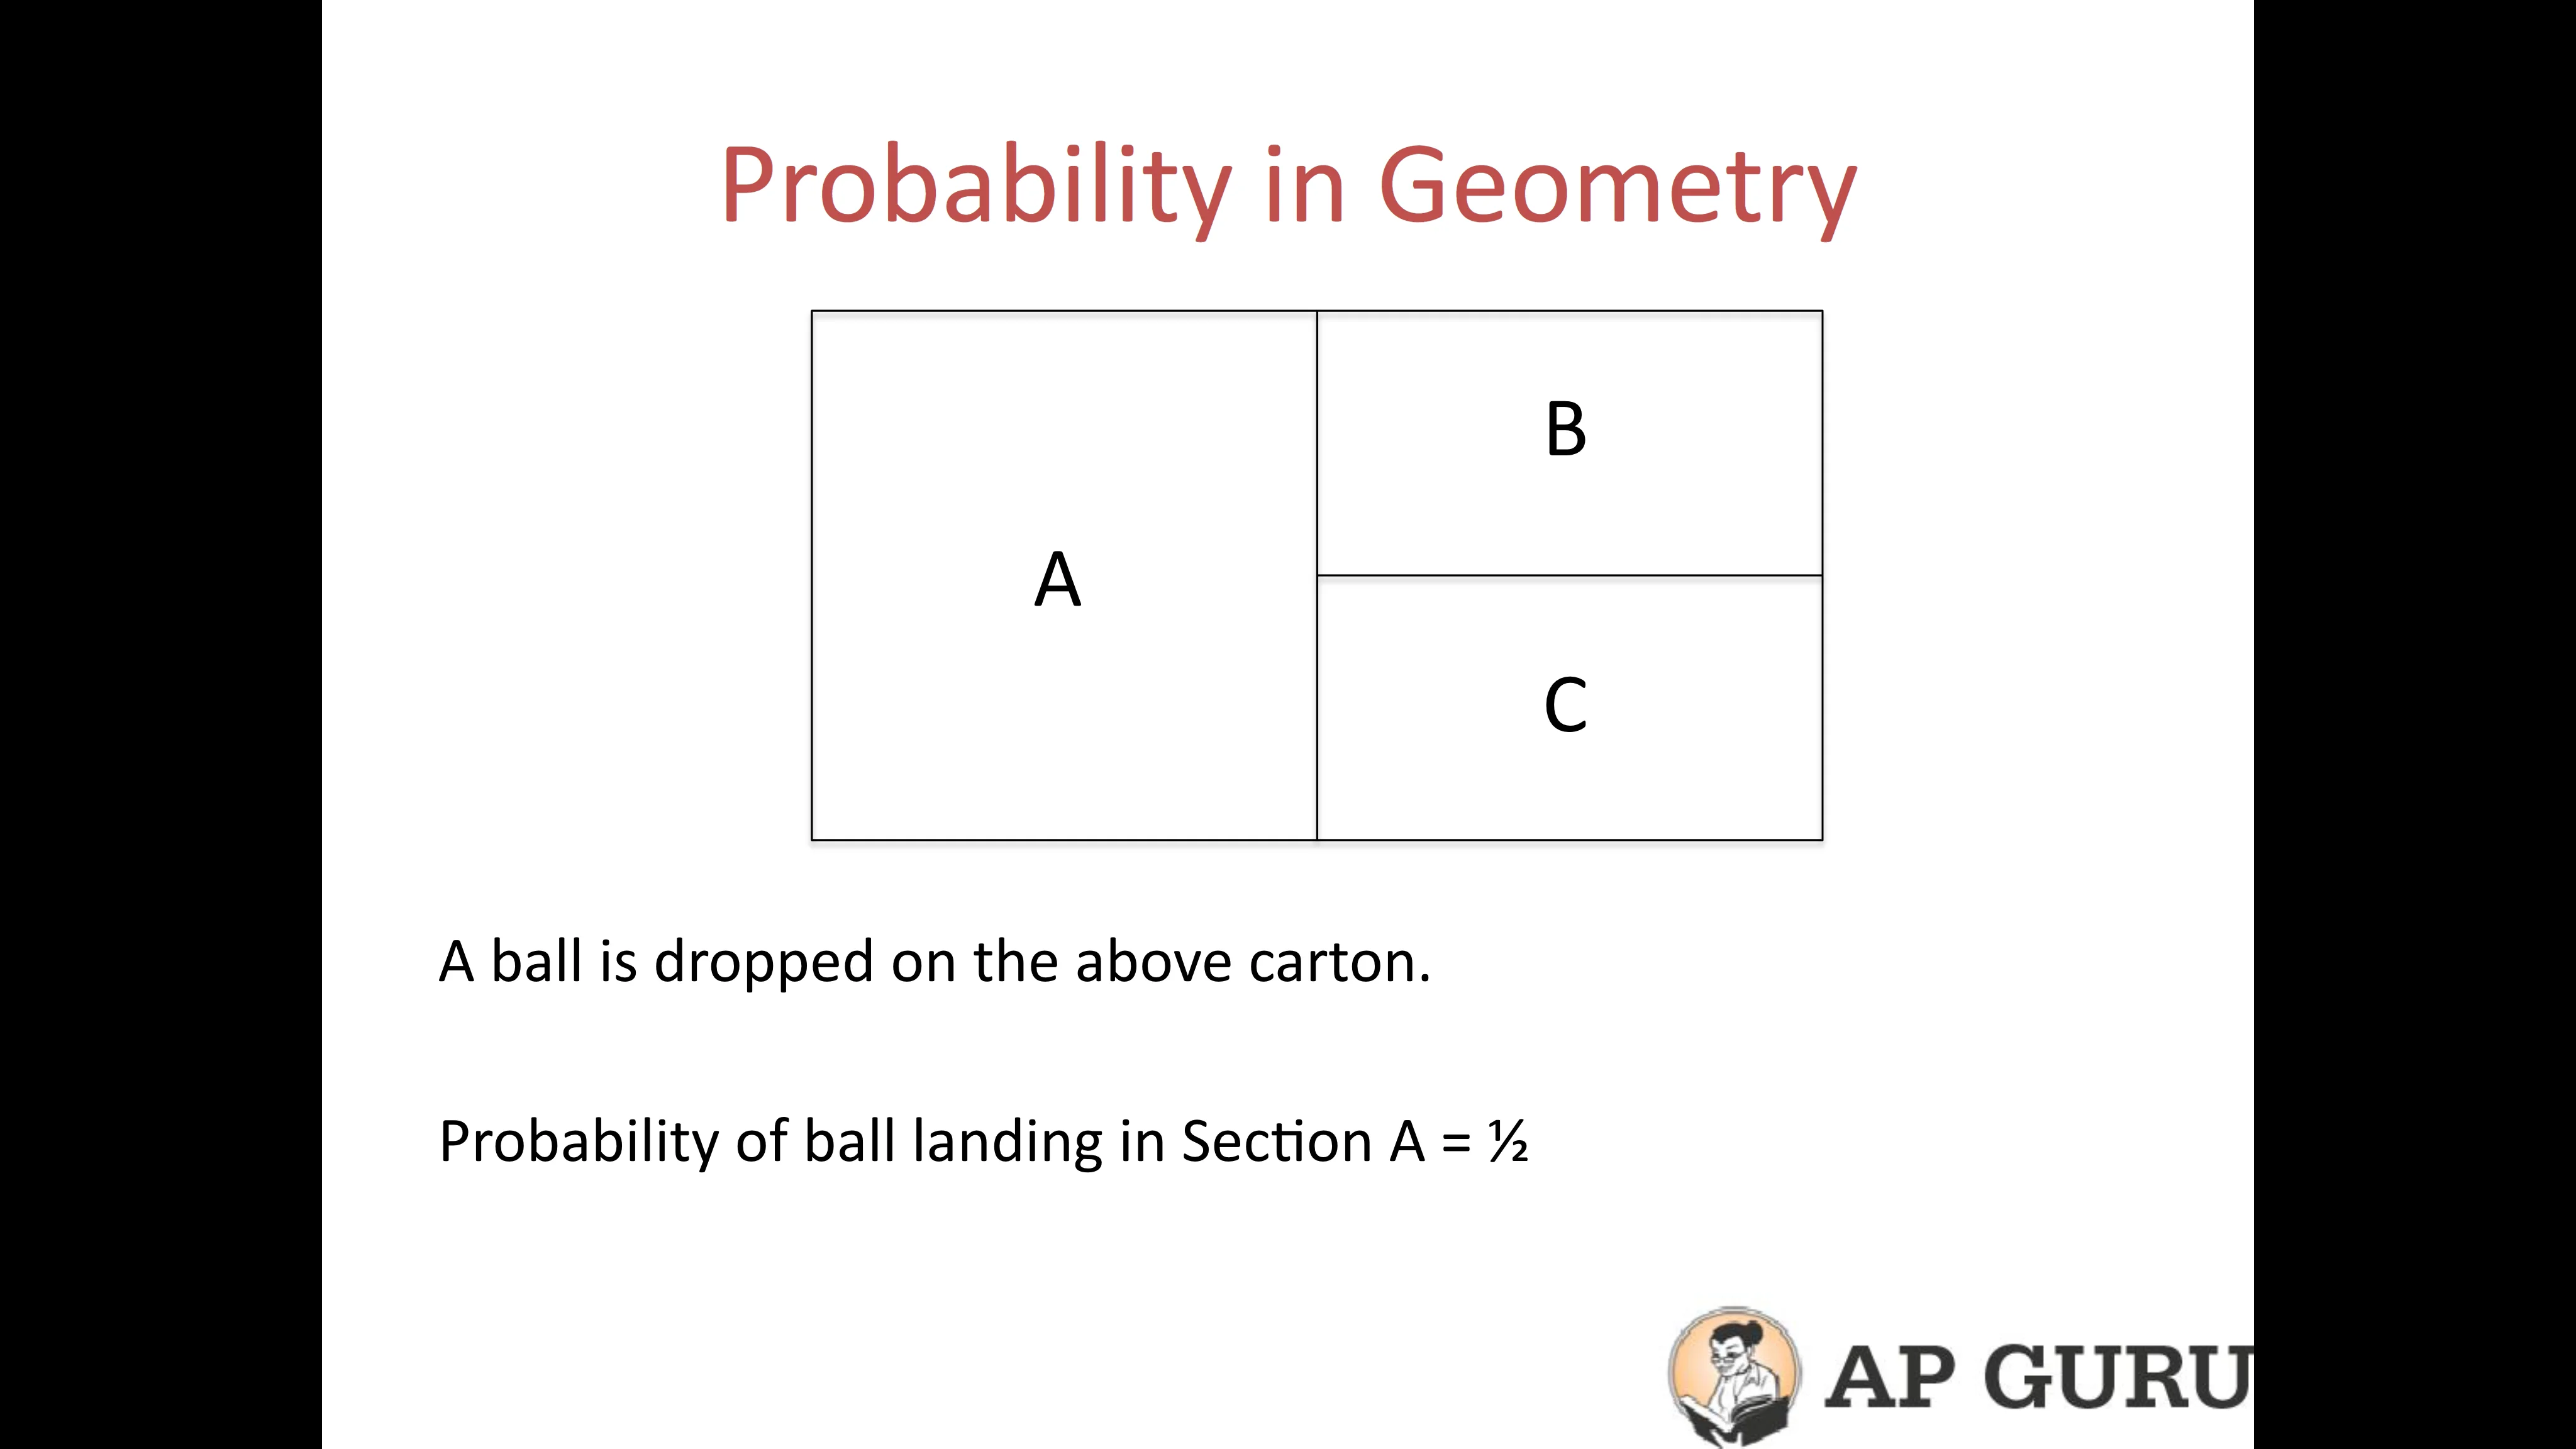 Probability in Geometry
B
A
C
A ball is dropped on the above carton.
Probability of ball landing in Section A = ½
AP GURU